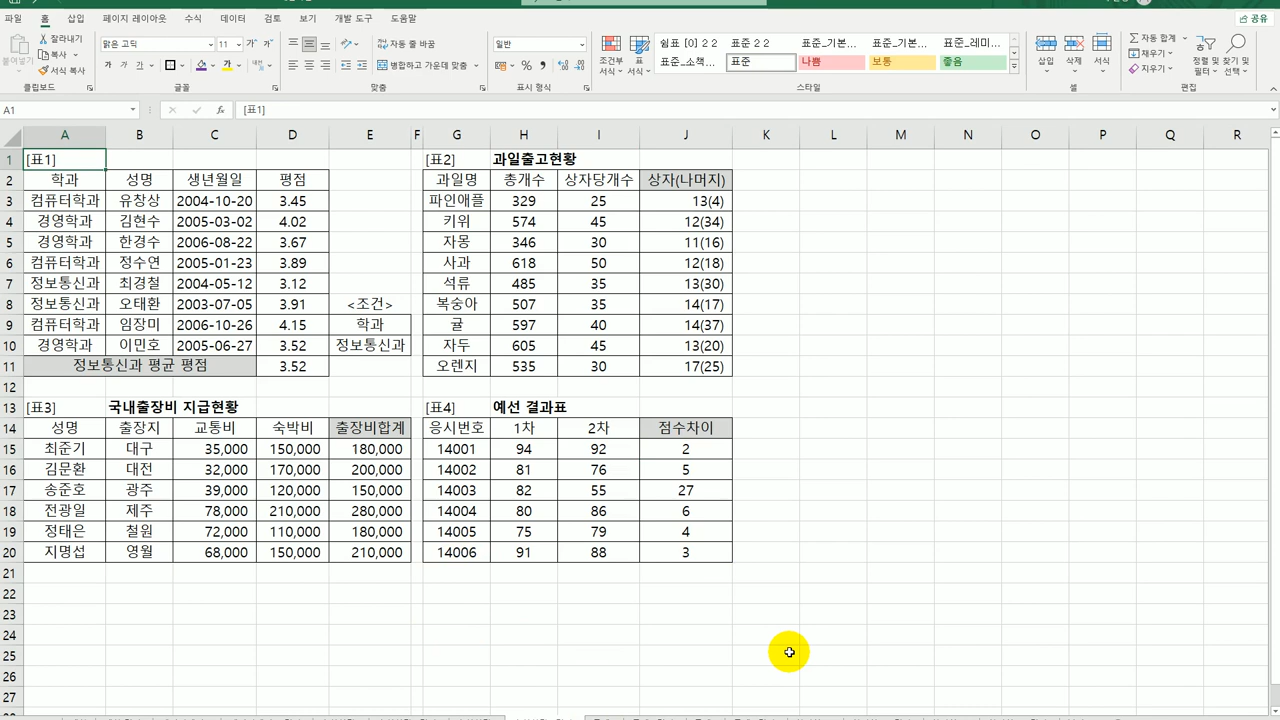 파일 홈 삽입 페이지 레이아웃 수식 데이터 검토 보기 개발 도구 도움말 공유
붙여넣기 잘라내기 복사 서식 복사 맑은 고딕 11 가 가 자동 줄 바꿈 일반 조건부 서식 표 서식 쉼표 [0] 2 2 표준 2 2 표준_기본... 표준_기본... 표준_레미... 삽입 삭제 서식 자동 합계 채우기 지우기 정렬 및 필터 찾기 및 선택
가 가 가 가 병합하고 가운데 맞춤 % 표준_소책... 표준 나쁨 보통 좋음
클립보드 글꼴 맞춤 표시 형식 스타일 셀 편집
A1 fx [표1]
A B C D E F G H I J K L M N O P Q R
1 [표1] [표2] 과일출고현황
2 학과 성명 생년월일 평점 과일명 총개수 상자당개수 상자(나머지)
3 컴퓨터학과 유창상 2004-10-20 3.45 파인애플 329 25 13(4)
4 경영학과 김현수 2005-03-02 4.02 키위 574 45 12(34)
5 경영학과 한경수 2006-08-22 3.67 자몽 346 30 11(16)
6 컴퓨터학과 정수연 2005-01-23 3.89 사과 618 50 12(18)
7 정보통신과 최경철 2004-05-12 3.12 석류 485 35 13(30)
8 정보통신과 오태환 2003-07-05 3.91 <조건> 복숭아 507 35 14(17)
9 컴퓨터학과 임장미 2006-10-26 4.15 학과 귤 597 40 14(37)
10 경영학과 이민호 2005-06-27 3.52 정보통신과 자두 605 45 13(20)
11 정보통신과 평균 평점 3.52 오렌지 535 30 17(25)
12
13 [표3] 국내출장비 지급현황 [표4] 예선 결과표
14 성명 출장지 교통비 숙박비 출장비합계 응시번호 1차 2차 점수차이
15 최준기 대구 35,000 150,000 180,000 14001 94 92 2
16 김문환 대전 32,000 170,000 200,000 14002 81 76 5
17 송준호 광주 39,000 120,000 150,000 14003 82 55 27
18 전광일 제주 78,000 210,000 280,000 14004 80 86 6
19 정태은 철원 72,000 110,000 180,000 14005 75 79 4
20 지명섭 영월 68,000 150,000 210,000 14006 91 88 3
21
22
23
24
25
26
27